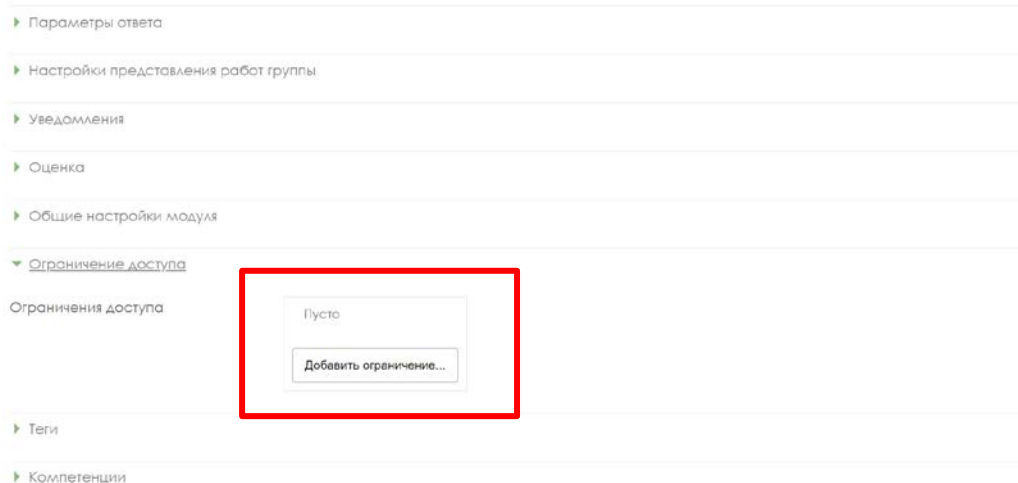 Параметры ответа
Настройки представления работ группы
Уведомления
Оценка
Общие настройки модуля
Ограничение доступа
Ограничения доступа
Пусто
Добавить ограничение...
Теги
Компетенции